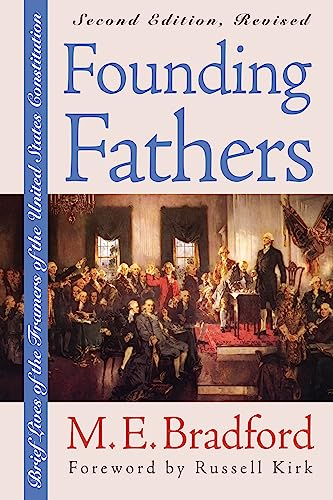 Second Edition, Revised
Founding
Fathers
Brief Lives of the Framers of the United States Constitution
M. E. Bradford
Foreword by Russell Kirk